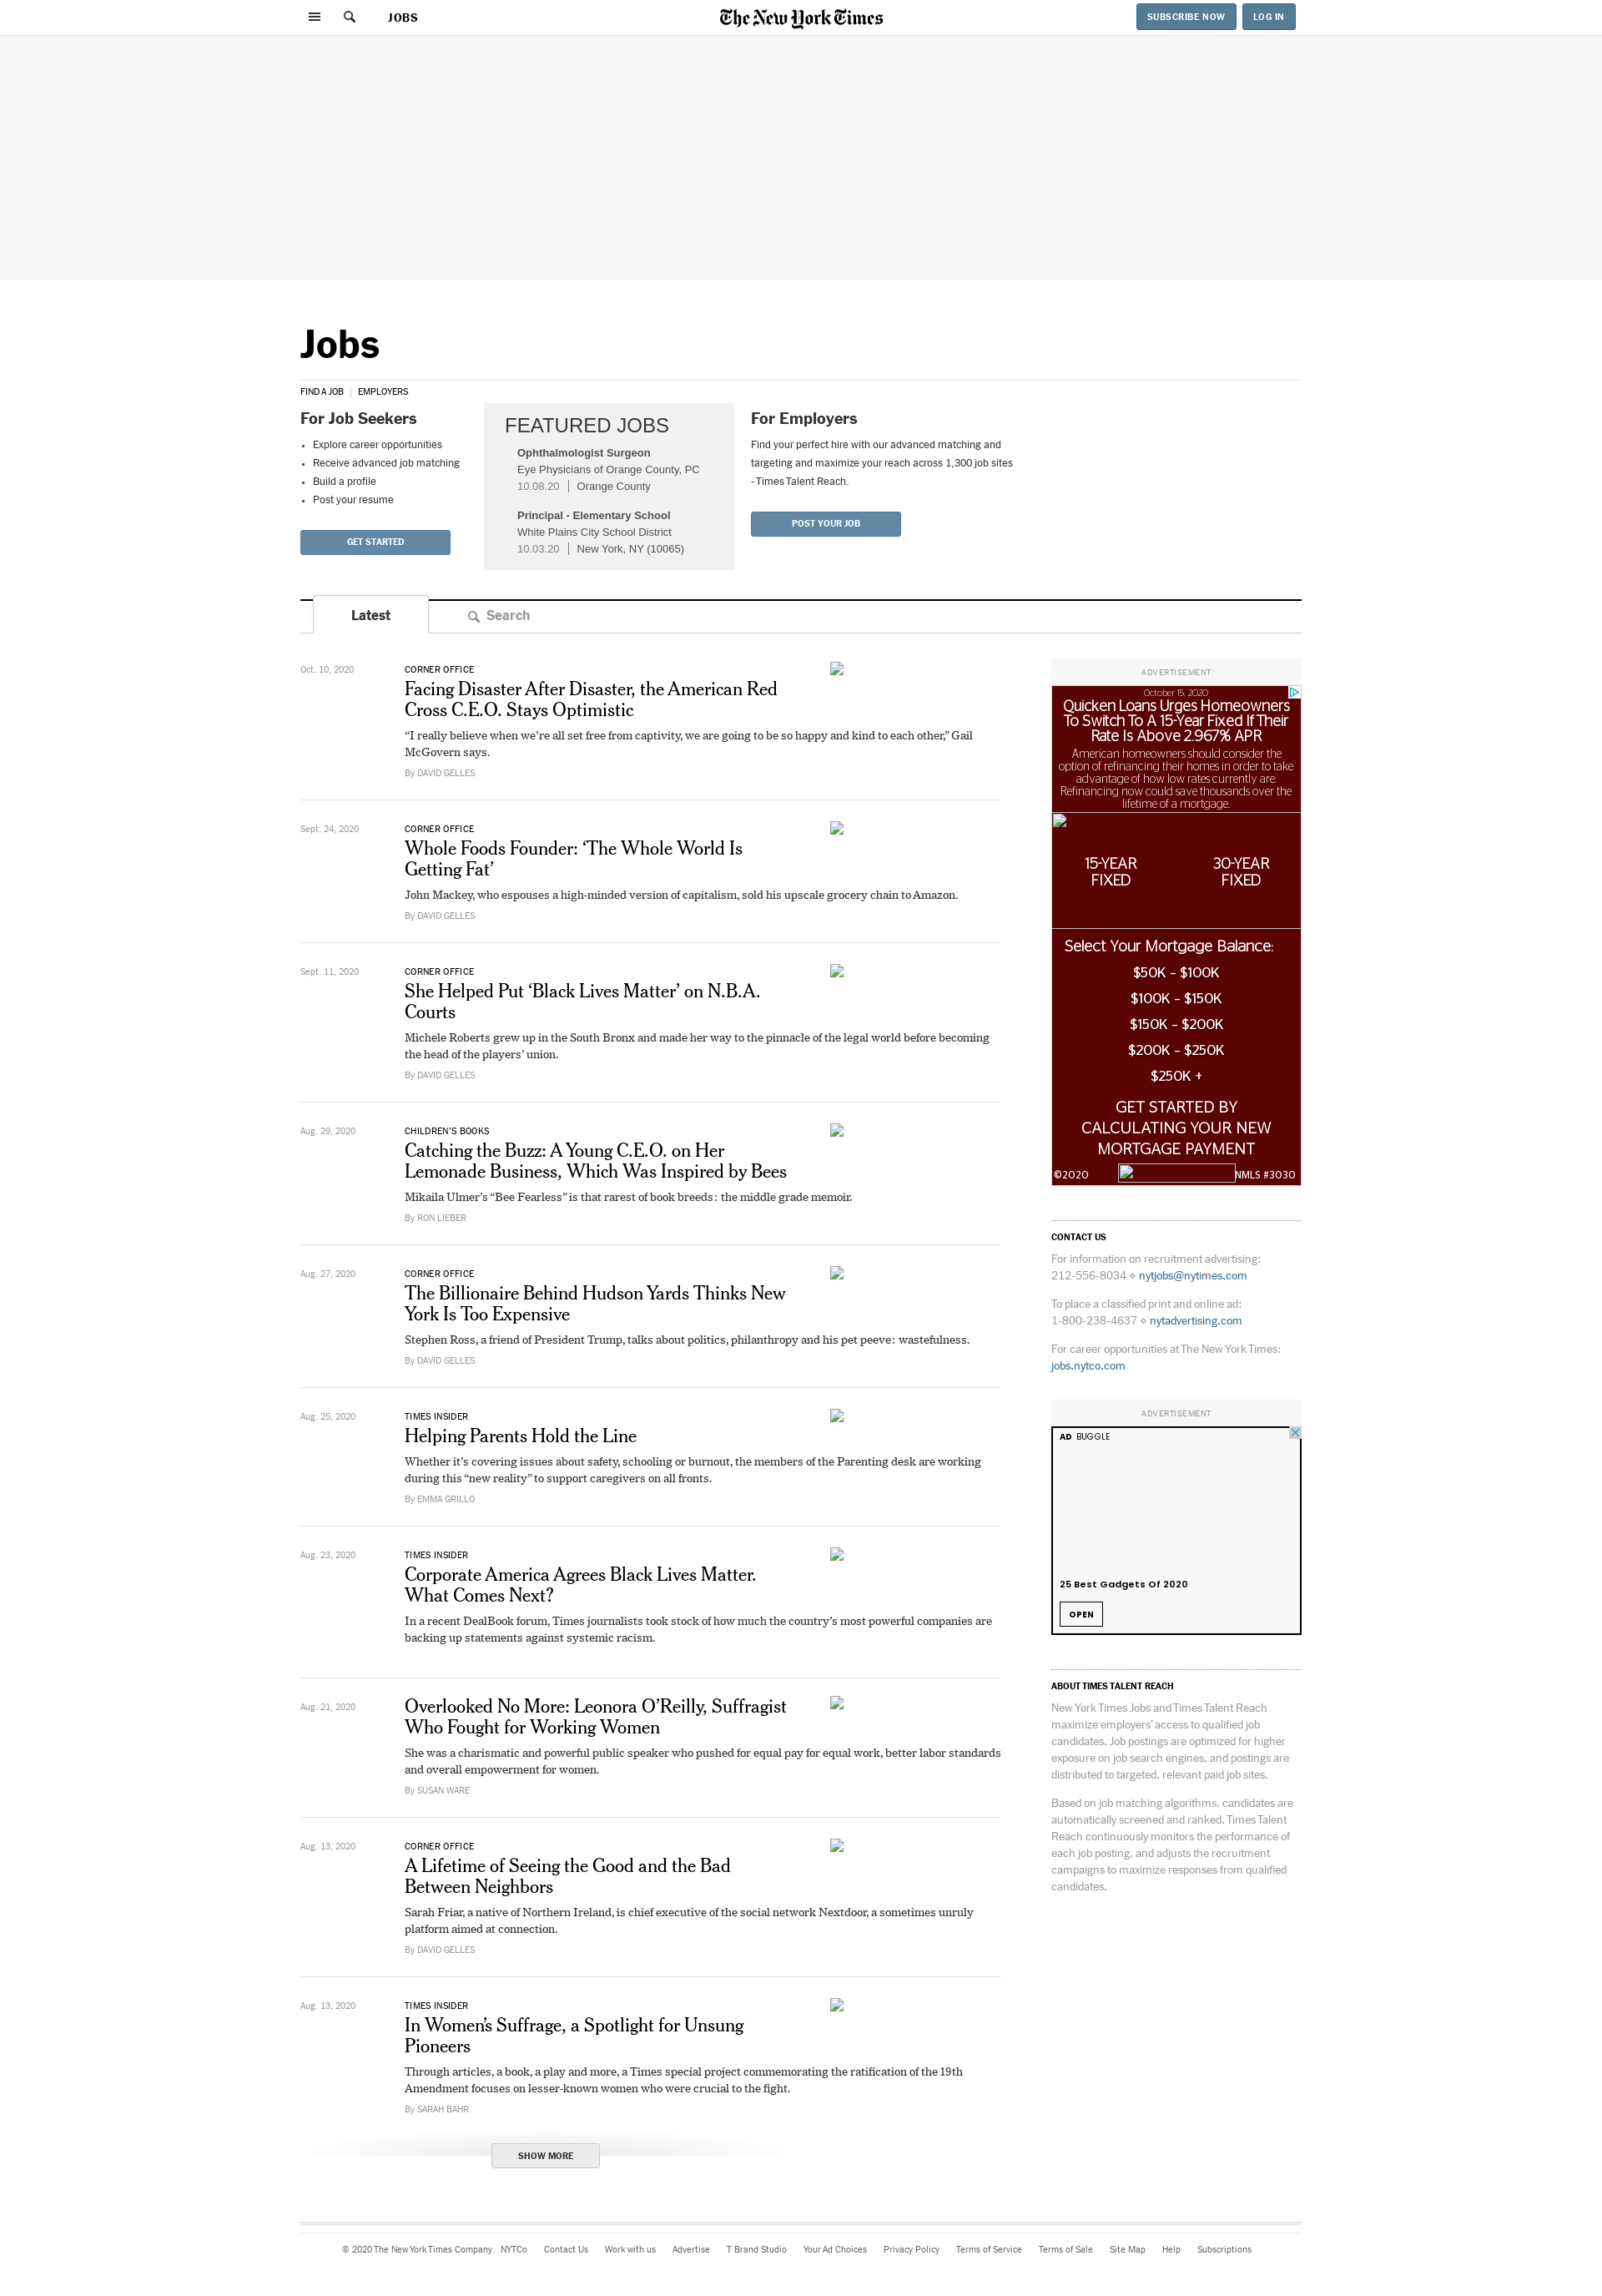 JOBS
The New York Times
SUBSCRIBE NOW
LOG IN
Jobs
FIND A JOB | EMPLOYERS
For Job Seekers
• Explore career opportunities
• Receive advanced job matching
• Build a profile
• Post your resume
GET STARTED
FEATURED JOBS
Ophthalmologist Surgeon
Eye Physicians of Orange County, PC
10.08.20 | Orange County
Principal - Elementary School
White Plains City School District
10.03.20 | New York, NY (10065)
For Employers
Find your perfect hire with our advanced matching and
targeting and maximize your reach across 1,300 job sites
- Times Talent Reach.
POST YOUR JOB
Latest
Search
Oct. 10, 2020
CORNER OFFICE
Facing Disaster After Disaster, the American Red
Cross C.E.O. Stays Optimistic
“I really believe when we’re all set free from captivity, we are going to be so happy and kind to each other,” Gail
McGovern says.
By DAVID GELLES
Sept. 24, 2020
CORNER OFFICE
Whole Foods Founder: ‘The Whole World Is
Getting Fat’
John Mackey, who espouses a high-minded version of capitalism, sold his upscale grocery chain to Amazon.
By DAVID GELLES
Sept. 11, 2020
CORNER OFFICE
She Helped Put ‘Black Lives Matter’ on N.B.A.
Courts
Michele Roberts grew up in the South Bronx and made her way to the pinnacle of the legal world before becoming
the head of the players’ union.
By DAVID GELLES
Aug. 29, 2020
CHILDREN’S BOOKS
Catching the Buzz: A Young C.E.O. on Her
Lemonade Business, Which Was Inspired by Bees
Mikaila Ulmer’s “Bee Fearless” is that rarest of book breeds: the middle grade memoir.
By RON LIEBER
Aug. 27, 2020
CORNER OFFICE
The Billionaire Behind Hudson Yards Thinks New
York Is Too Expensive
Stephen Ross, a friend of President Trump, talks about politics, philanthropy and his pet peeve: wastefulness.
By DAVID GELLES
Aug. 25, 2020
TIMES INSIDER
Helping Parents Hold the Line
Whether it’s covering issues about safety, schooling or burnout, the members of the Parenting desk are working
during this “new reality” to support caregivers on all fronts.
By EMMA GRILLO
Aug. 23, 2020
TIMES INSIDER
Corporate America Agrees Black Lives Matter.
What Comes Next?
In a recent DealBook forum, Times journalists took stock of how much the country’s most powerful companies are
backing up statements against systemic racism.
Aug. 21, 2020
Overlooked No More: Leonora O’Reilly, Suffragist
Who Fought for Working Women
She was a charismatic and powerful public speaker who pushed for equal pay for equal work, better labor standards
and overall empowerment for women.
By SUSAN WARE
Aug. 13, 2020
CORNER OFFICE
A Lifetime of Seeing the Good and the Bad
Between Neighbors
Sarah Friar, a native of Northern Ireland, is chief executive of the social network Nextdoor, a sometimes unruly
platform aimed at connection.
By DAVID GELLES
Aug. 13, 2020
TIMES INSIDER
In Women’s Suffrage, a Spotlight for Unsung
Pioneers
Through articles, a book, a play and more, a Times special project commemorating the ratification of the 19th
Amendment focuses on lesser-known women who were crucial to the fight.
By SARAH BAHR
SHOW MORE
ADVERTISEMENT
October 15, 2020
Quicken Loans Urges Homeowners
To Switch To A 15-Year Fixed If Their
Rate Is Above 2.967% APR
American homeowners should consider the
option of refinancing their homes in order to take
advantage of how low rates currently are.
Refinancing now could save thousands over the
lifetime of a mortgage.
15-YEAR
FIXED
30-YEAR
FIXED
Select Your Mortgage Balance:
$50K - $100K
$100K - $150K
$150K - $200K
$200K - $250K
$250K +
GET STARTED BY
CALCULATING YOUR NEW
MORTGAGE PAYMENT
©2020
NMLS #3030
CONTACT US
For information on recruitment advertising:
212-556-8034 ⋄ nytjobs@nytimes.com
To place a classified print and online ad:
1-800-238-4637 ⋄ nytadvertising.com
For career opportunities at The New York Times:
jobs.nytco.com
ADVERTISEMENT
AD BUGGLE
25 Best Gadgets Of 2020
OPEN
ABOUT TIMES TALENT REACH
New York Times Jobs and Times Talent Reach
maximize employers’ access to qualified job
candidates. Job postings are optimized for higher
exposure on job search engines, and postings are
distributed to targeted, relevant paid job sites.
Based on job matching algorithms, candidates are
automatically screened and ranked. Times Talent
Reach continuously monitors the performance of
each job posting, and adjusts the recruitment
campaigns to maximize responses from qualified
candidates.
© 2020 The New York Times Company NYTCo Contact Us Work with us Advertise T Brand Studio Your Ad Choices Privacy Policy Terms of Service Terms of Sale Site Map Help Subscriptions